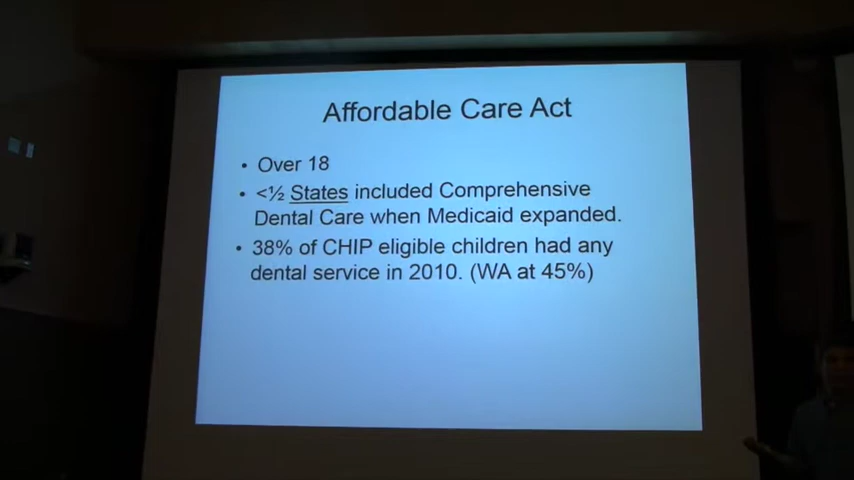 Affordable Care Act
• Over 18
• <½ States included Comprehensive
Dental Care when Medicaid expanded.
• 38% of CHIP eligible children had any
dental service in 2010. (WA at 45%)